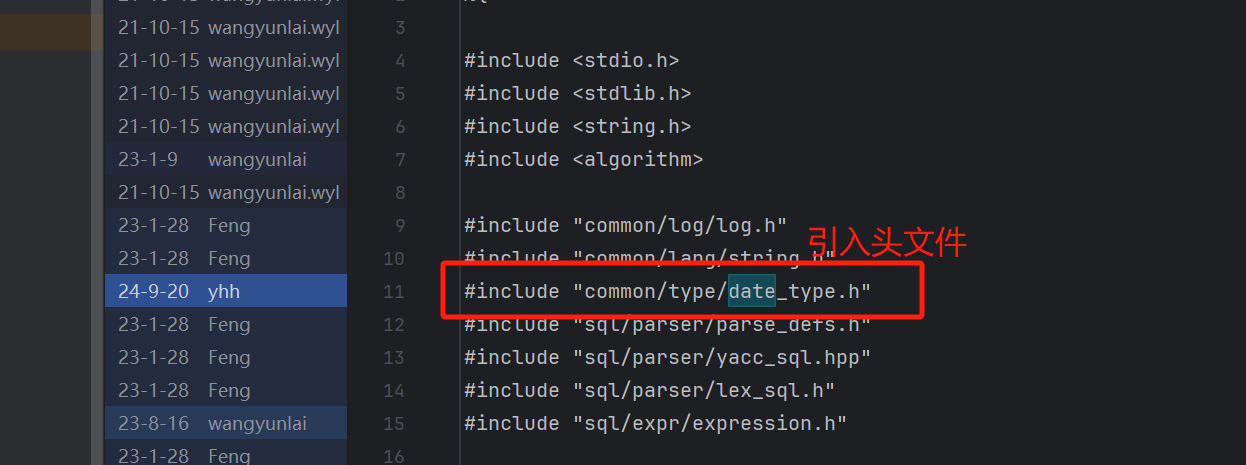 2 %{
21-10-15 wangyunlai.wyl 3
21-10-15 wangyunlai.wyl 4 #include <stdio.h>
21-10-15 wangyunlai.wyl 5 #include <stdlib.h>
21-10-15 wangyunlai.wyl 6 #include <string.h>
23-1-9 wangyunlai 7 #include <algorithm>
21-10-15 wangyunlai.wyl 8
23-1-28 Feng 9 #include "common/log/log.h"
引入头文件
23-1-28 Feng 10 #include "common/lang/string.h"
24-9-20 yhh 11 #include "common/type/date_type.h"
23-1-28 Feng 12 #include "sql/parser/parse_defs.h"
23-1-28 Feng 13 #include "sql/parser/yacc_sql.hpp"
23-1-28 Feng 14 #include "sql/parser/lex_sql.h"
23-8-16 wangyunlai 15 #include "sql/expr/expression.h"
23-1-28 Feng 16